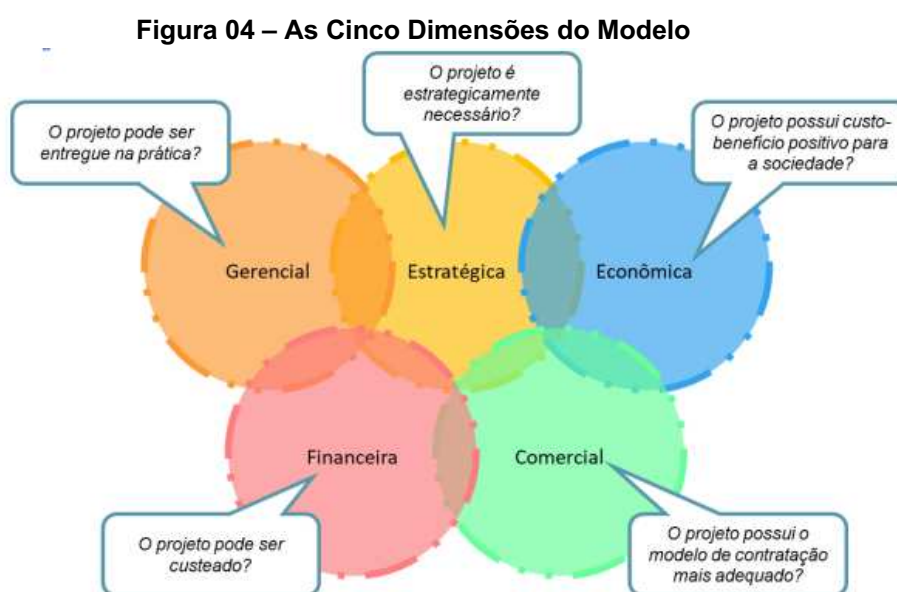 Figura 04 – As Cinco Dimensões do Modelo
O projeto é
estrategicamente
necessário?
O projeto pode ser
entregue na prática?
O projeto possui custo-
benefício positivo para
a sociedade?
Gerencial
Estratégica
Econômica
Financeira
Comercial
O projeto pode ser
custeado?
O projeto possui o
modelo de contratação
mais adequado?